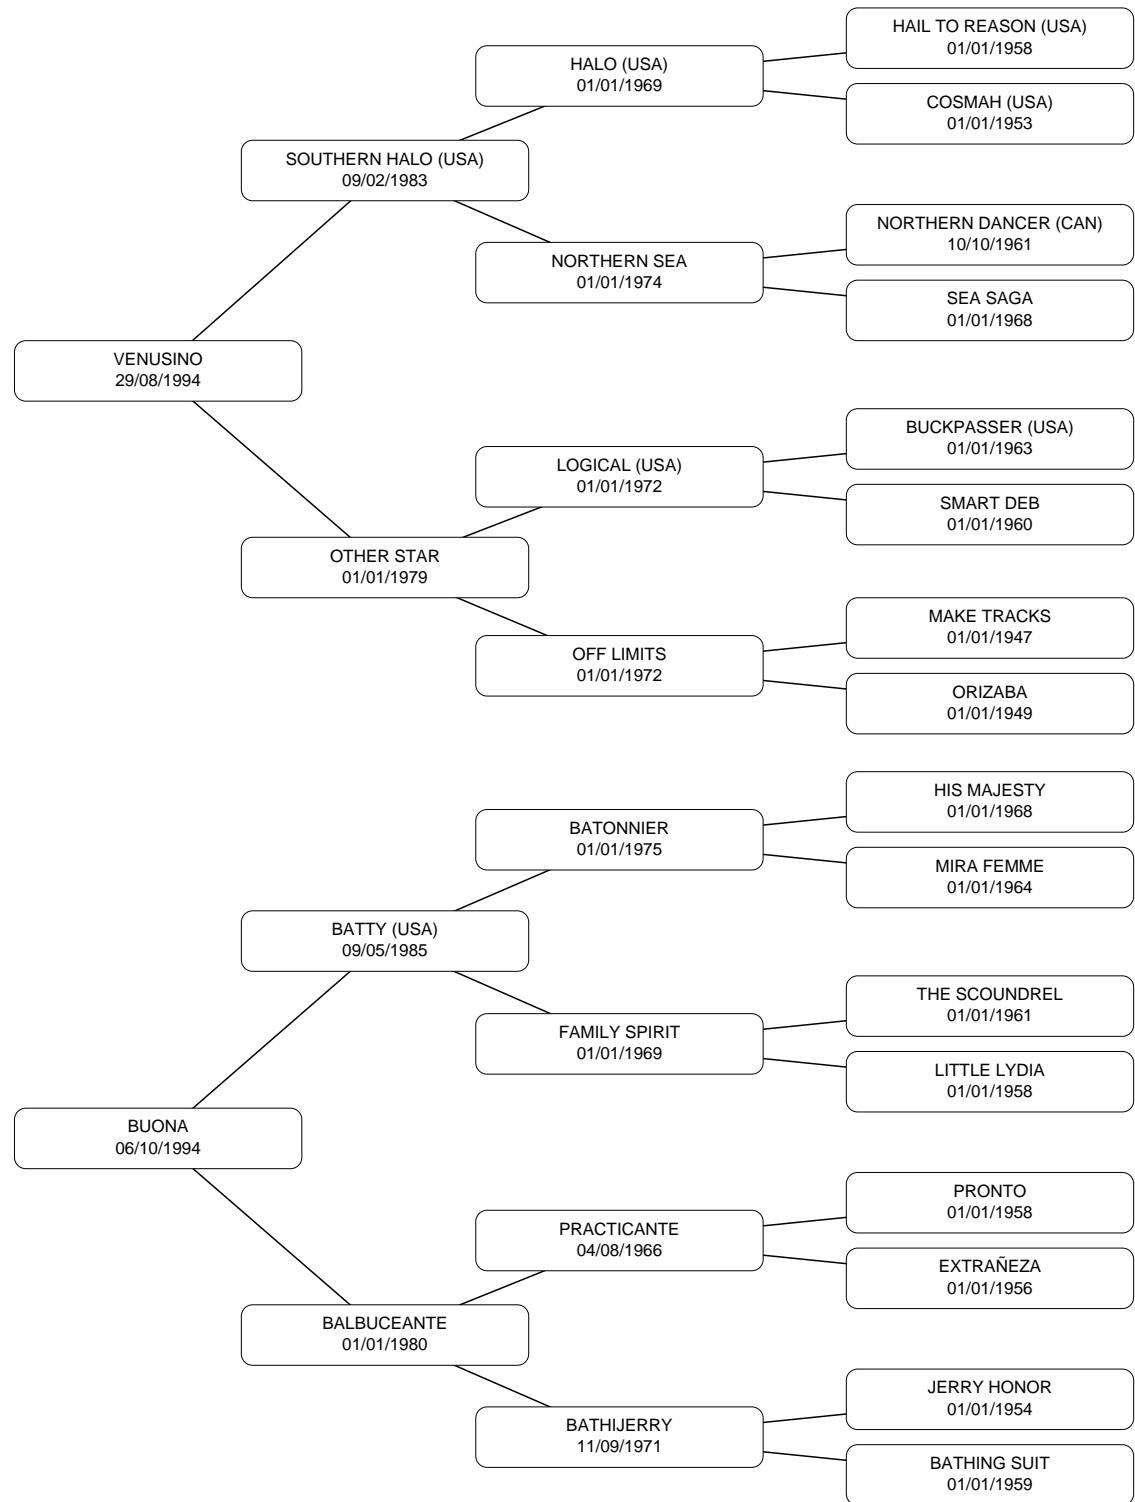 HAIL TO REASON (USA)
01/01/1958
HALO (USA)
01/01/1969
COSMAH (USA)
01/01/1953
SOUTHERN HALO (USA)
09/02/1983
NORTHERN DANCER (CAN)
10/10/1961
NORTHERN SEA
01/01/1974
SEA SAGA
01/01/1968
VENUSINO
29/08/1994
BUCKPASSER (USA)
01/01/1963
LOGICAL (USA)
01/01/1972
SMART DEB
01/01/1960
OTHER STAR
01/01/1979
MAKE TRACKS
01/01/1947
OFF LIMITS
01/01/1972
ORIZABA
01/01/1949
HIS MAJESTY
01/01/1968
BATONNIER
01/01/1975
MIRA FEMME
01/01/1964
BATTY (USA)
09/05/1985
THE SCOUNDREL
01/01/1961
FAMILY SPIRIT
01/01/1969
LITTLE LYDIA
01/01/1958
BUONA
06/10/1994
PRONTO
01/01/1958
PRACTICANTE
04/08/1966
EXTRAÑEZA
01/01/1956
BALBUCEANTE
01/01/1980
JERRY HONOR
01/01/1954
BATHIJERRY
11/09/1971
BATHING SUIT
01/01/1959